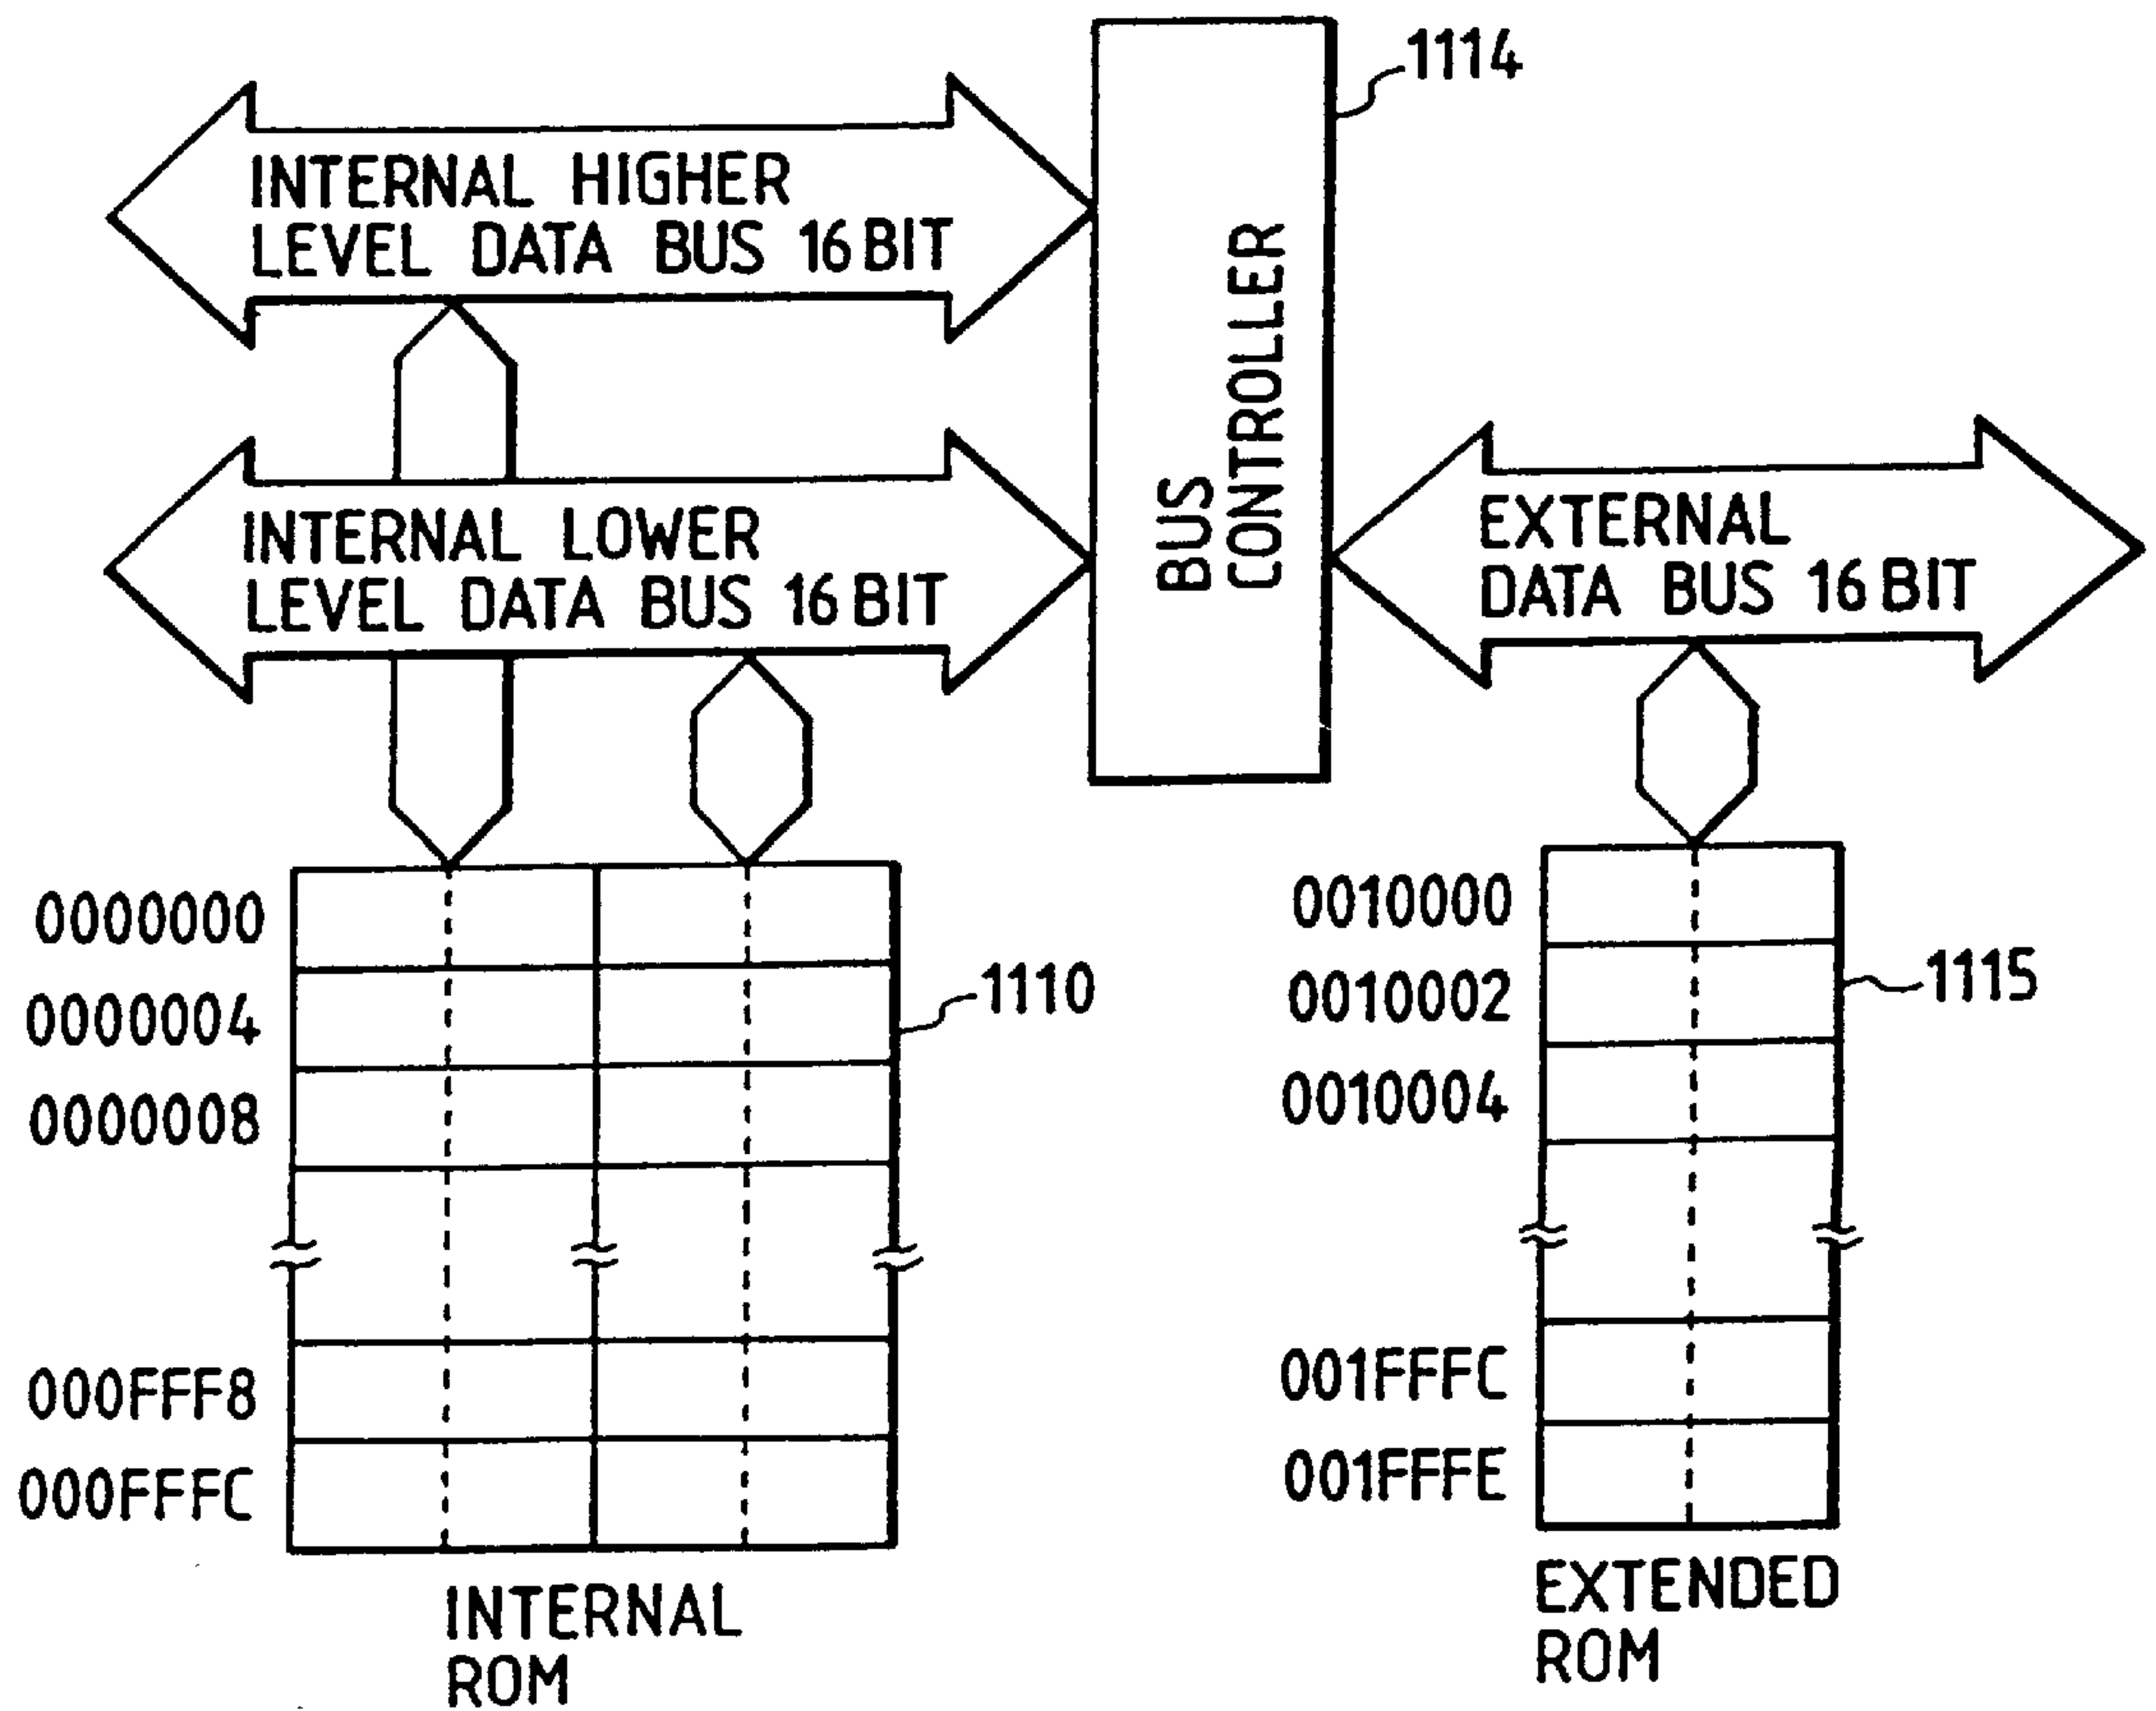 1114
INTERNAL HIGHER
LEVEL DATA BUS 16 BIT
BUS
CONTROLLER
INTERNAL LOWER
LEVEL DATA BUS 16 BIT
EXTERNAL
DATA BUS 16 BIT
0000000
0000004
0000008
000FFF8
000FFFC
1110
INTERNAL
ROM
0010000
0010002
0010004
001FFFC
001FFFE
1115
EXTENDED
ROM